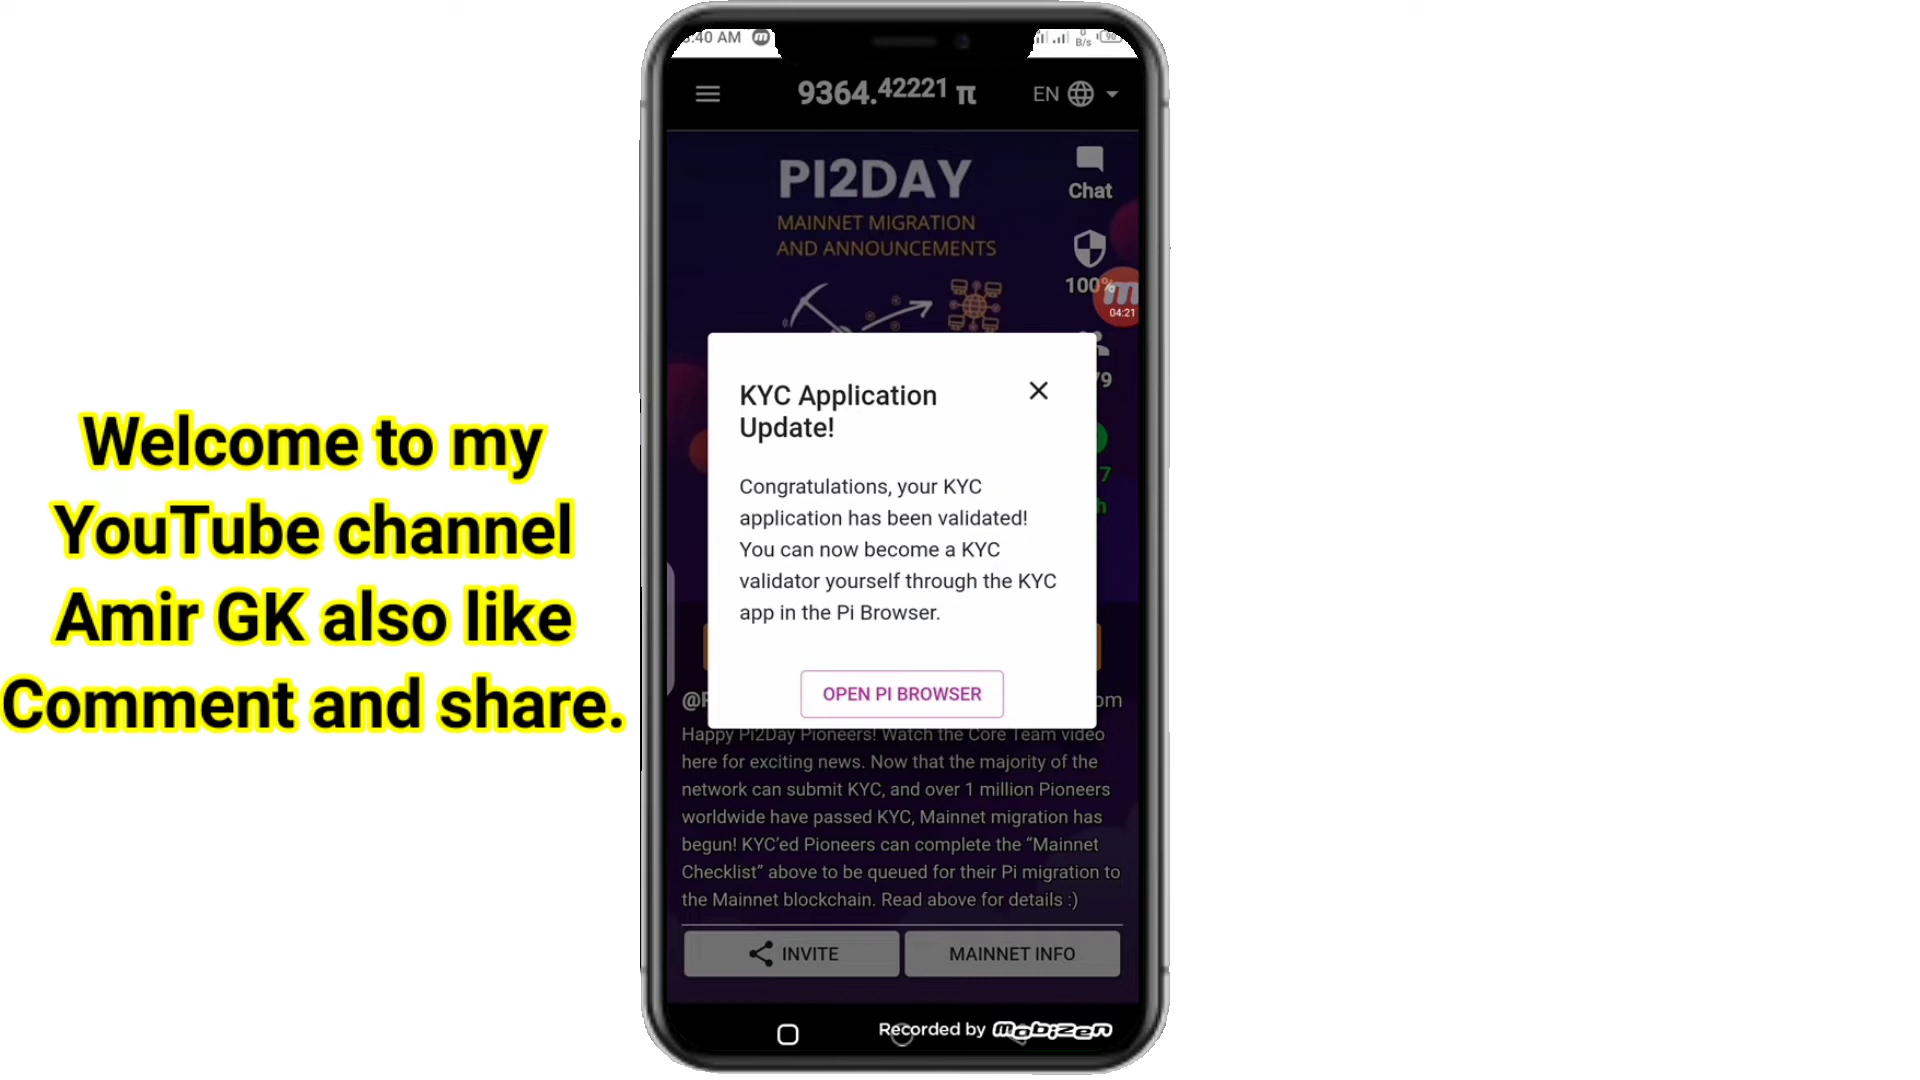 :40 AM
B/s
90
9364.42221 π
EN
PI2DAY
Chat
MAINNET MIGRATION
AND ANNOUNCEMENTS
100%
m
04:21
/9
KYC Application
Update!
Congratulations, your KYC
application has been validated!
You can now become a KYC
validator yourself through the KYC
app in the Pi Browser.
7
h
OPEN PI BROWSER
Welcome to my
YouTube channel
Amir GK also like
Comment and share.
om
Happy Pi2Day Pioneers! Watch the Core Team video
here for exciting news. Now that the majority of the
network can submit KYC, and over 1 million Pioneers
worldwide have passed KYC, Mainnet migration has
begun! KYC'ed Pioneers can complete the “Mainnet
Checklist” above to be queued for their Pi migration to
the Mainnet blockchain. Read above for details :)
INVITE
MAINNET INFO
Recorded by mobizen